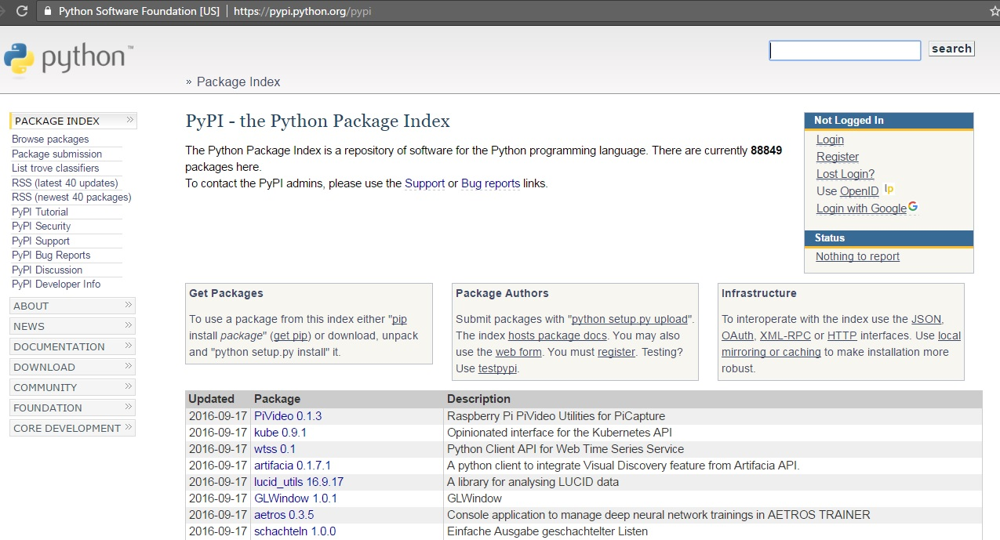 Python Software Foundation [US] | https://pypi.python.org/pypi
python™
search
» Package Index
PACKAGE INDEX »
Browse packages
Package submission
List trove classifiers
RSS (latest 40 updates)
RSS (newest 40 packages)
PyPI Tutorial
PyPI Security
PyPI Support
PyPI Bug Reports
PyPI Discussion
PyPI Developer Info
ABOUT »
NEWS »
DOCUMENTATION »
DOWNLOAD »
COMMUNITY »
FOUNDATION »
CORE DEVELOPMENT »
PyPI - the Python Package Index
The Python Package Index is a repository of software for the Python programming language. There are currently 88849
packages here.
To contact the PyPI admins, please use the Support or Bug reports links.
Not Logged In
Login
Register
Lost Login?
Use OpenID lp
Login with Google G
Status
Nothing to report
Get Packages
To use a package from this index either "pip
install package" (get pip) or download, unpack
and "python setup.py install" it.
Package Authors
Submit packages with "python setup.py upload".
The index hosts package docs. You may also
use the web form. You must register. Testing?
Use testpypi.
Infrastructure
To interoperate with the index use the JSON,
OAuth, XML-RPC or HTTP interfaces. Use local
mirroring or caching to make installation more
robust.
Updated Package Description
2016-09-17 PiVideo 0.1.3 Raspberry Pi PiVideo Utilities for PiCapture
2016-09-17 kube 0.9.1 Opinionated interface for the Kubernetes API
2016-09-17 wtss 0.1 Python Client API for Web Time Series Service
2016-09-17 artifacia 0.1.7.1 A python client to integrate Visual Discovery feature from Artifacia API.
2016-09-17 lucid_utils 16.9.17 A library for analysing LUCID data
2016-09-17 GLWindow 1.0.1 GLWindow
2016-09-17 aetros 0.3.5 Console application to manage deep neural network trainings in AETROS TRAINER
2016-09-17 schachteln 1.0.0 Einfache Ausgabe geschachtelter Listen